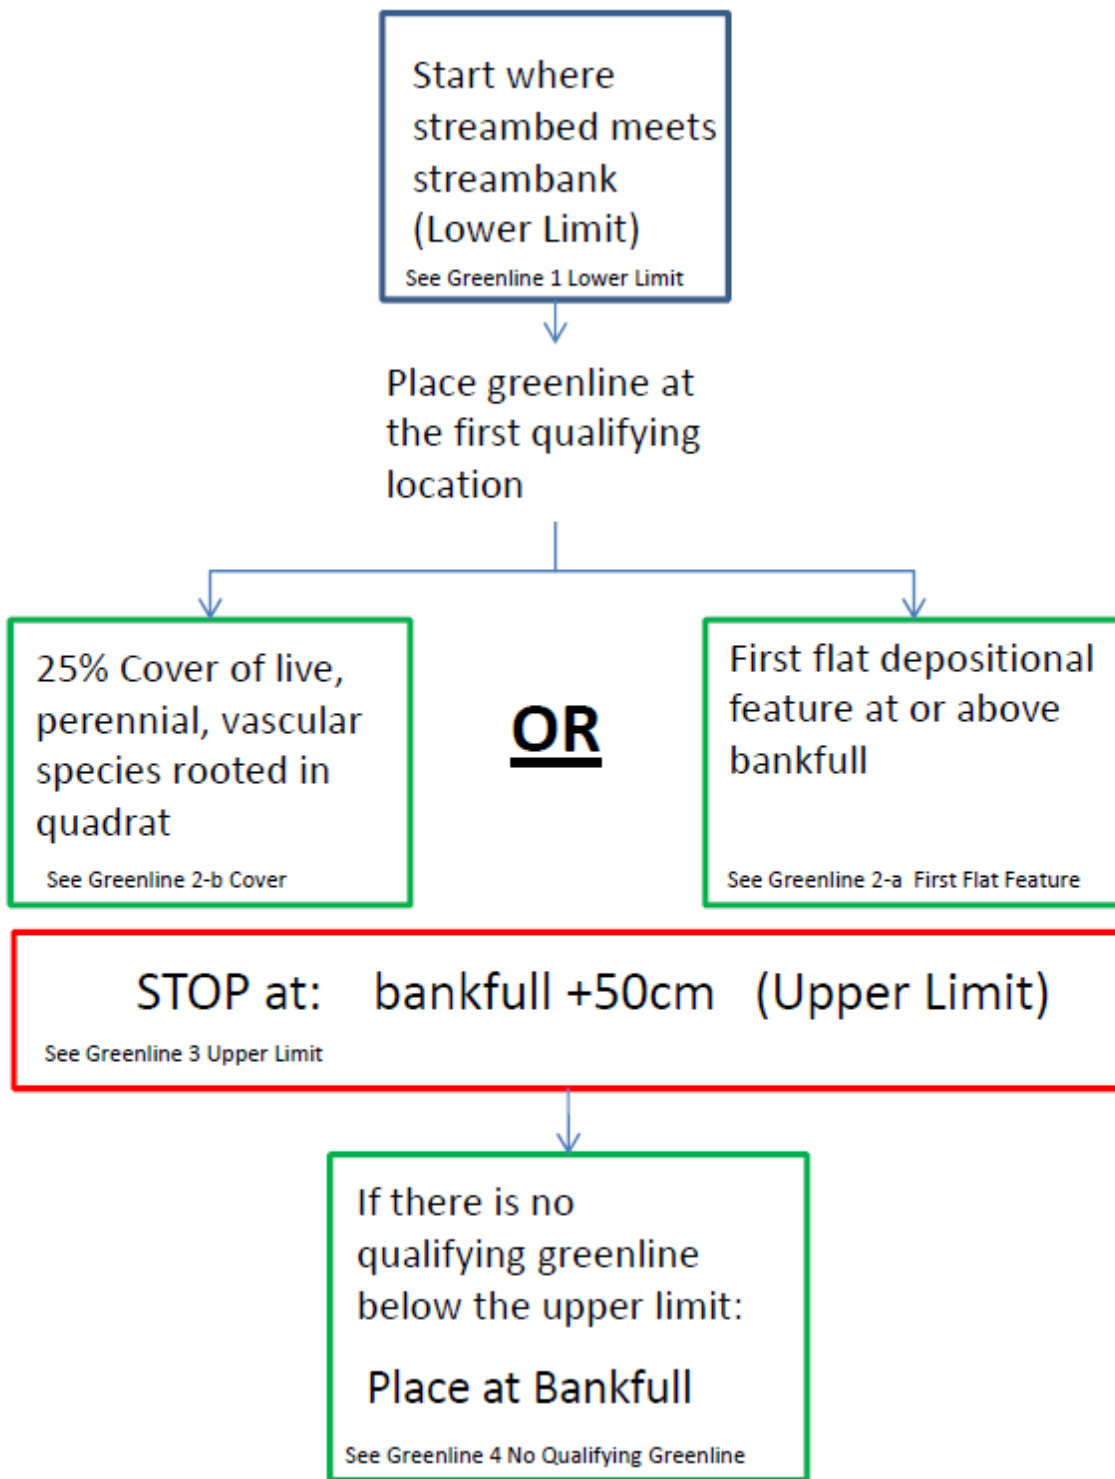 Start where
streambed meets
streambank
(Lower Limit)
See Greenline 1 Lower Limit
Place greenline at
the first qualifying
location
25% Cover of live,
perennial, vascular
species rooted in
quadrat
See Greenline 2-b Cover
OR
First flat depositional
feature at or above
bankfull
See Greenline 2-a First Flat Feature
STOP at: bankfull +50cm (Upper Limit)
See Greenline 3 Upper Limit
If there is no
qualifying greenline
below the upper limit:
Place at Bankfull
See Greenline 4 No Qualifying Greenline